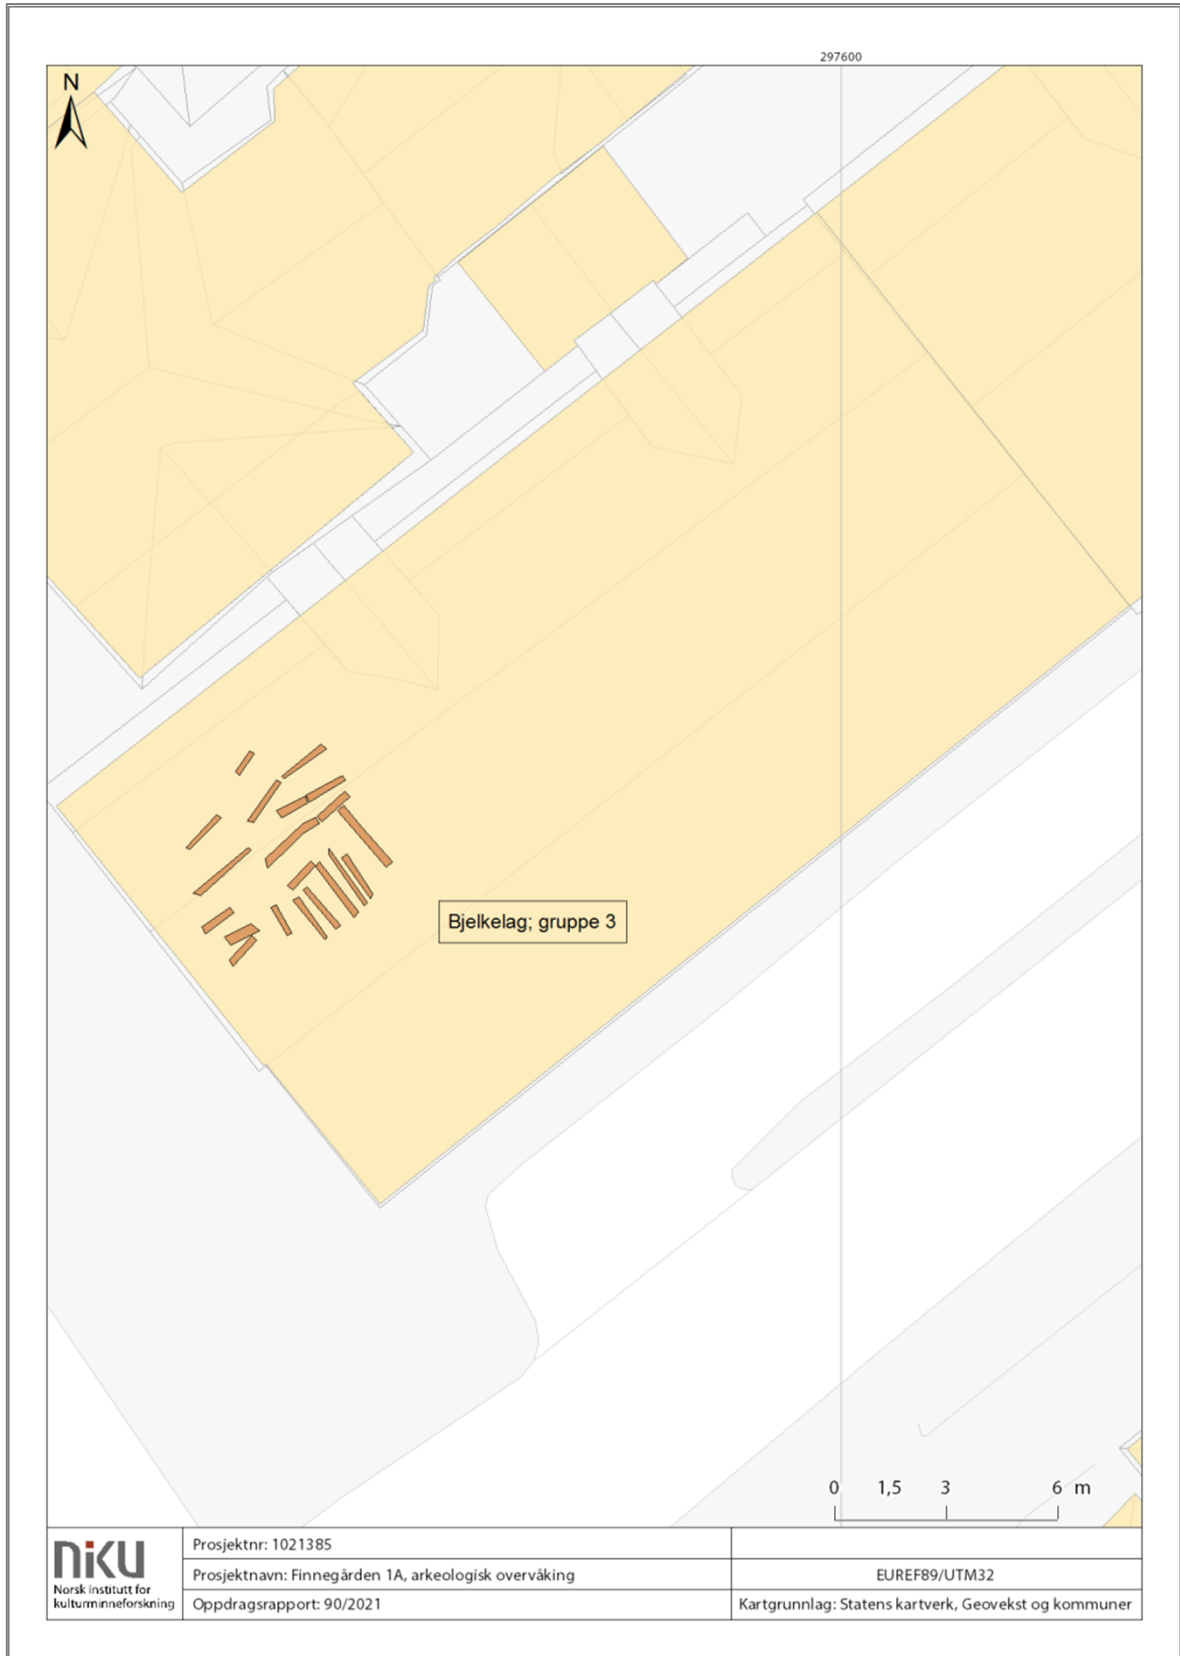 297600
N
Bjelkelag; gruppe 3
0 1,5 3 6 m
niKU
Norsk institutt for
kulturminneforskning
Prosjektnr: 1021385
Prosjektnavn: Finnegården 1A, arkeologisk overvåking
EUREF89/UTM32
Oppdragsrapport: 90/2021
Kartgrunnlag: Statens kartverk, Geovekst og kommuner